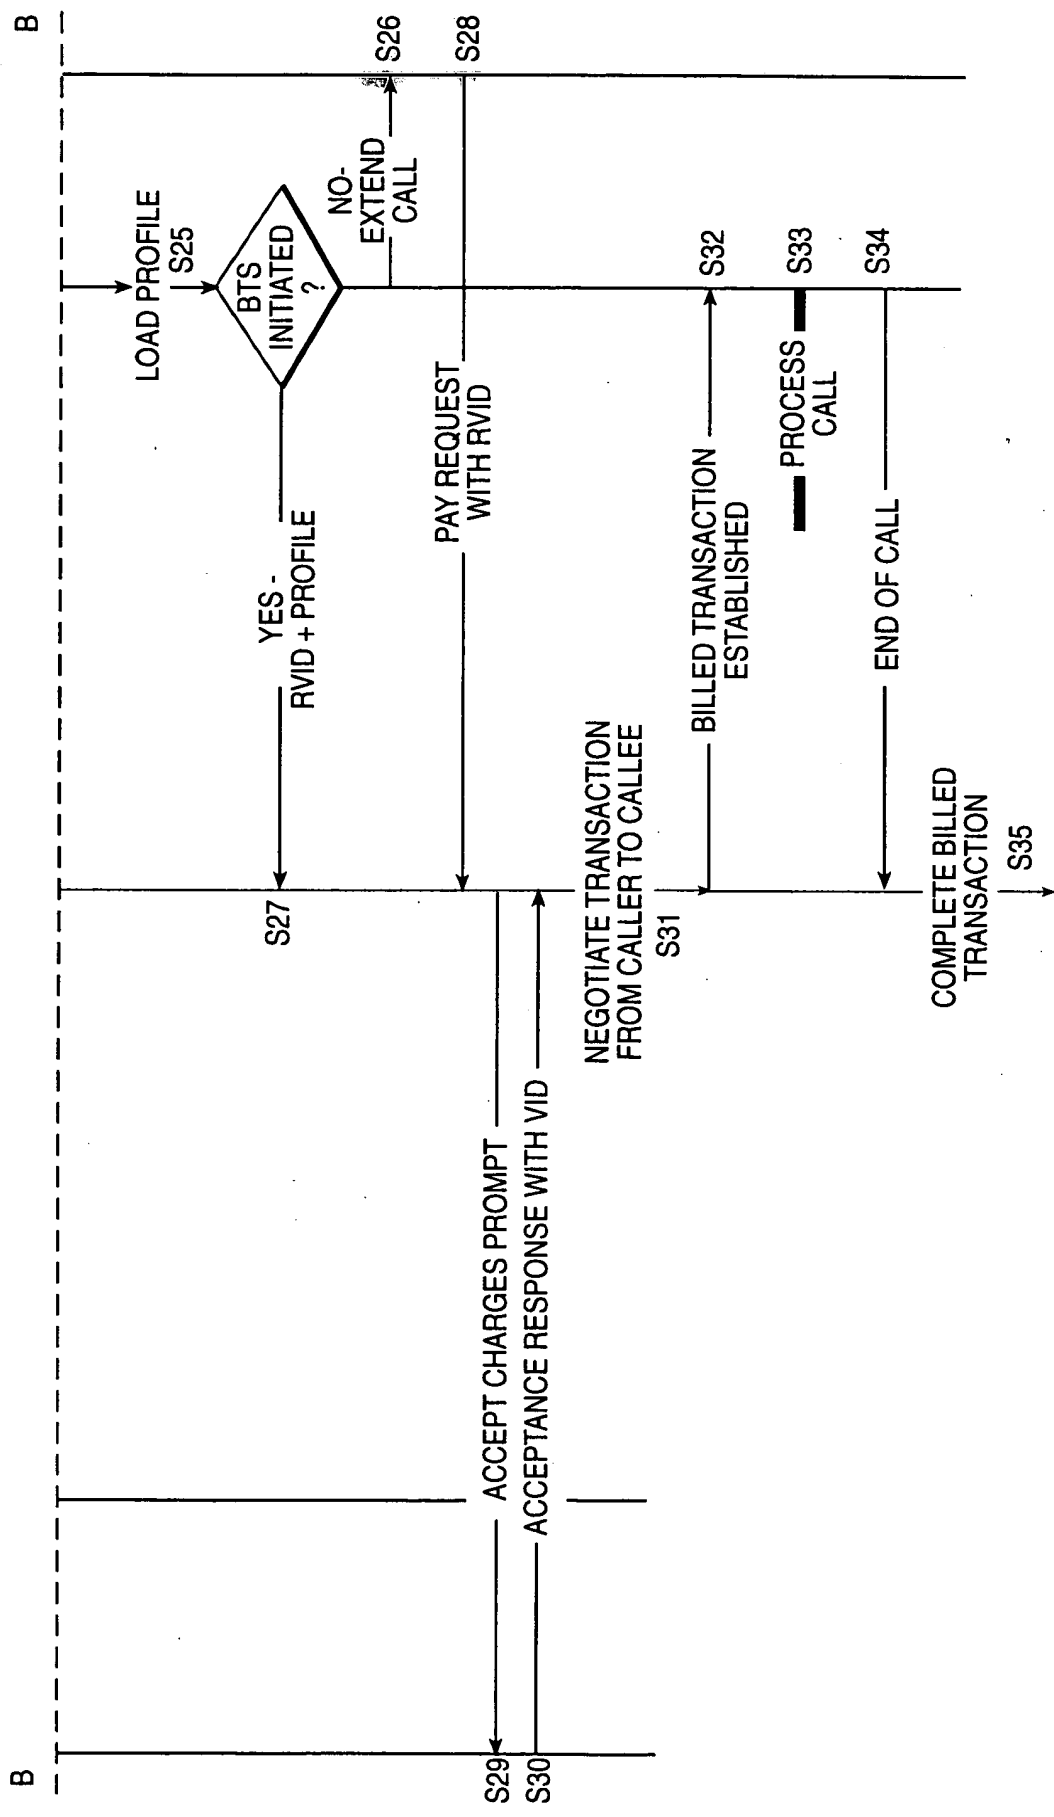 B
B
LOAD PROFILE
S25
BTS
INITIATED
?
YES -
RVID + PROFILE
S27
NO-
EXTEND
CALL
S26
PAY REQUEST
WITH RVID
S28
ACCEPT CHARGES PROMPT
S29
ACCEPTANCE RESPONSE WITH VID
S30
NEGOTIATE TRANSACTION
FROM CALLER TO CALLEE
S31
BILLED TRANSACTION
ESTABLISHED
S32
PROCESS
CALL
S33
END OF CALL
S34
COMPLETE BILLED
TRANSACTION
S35